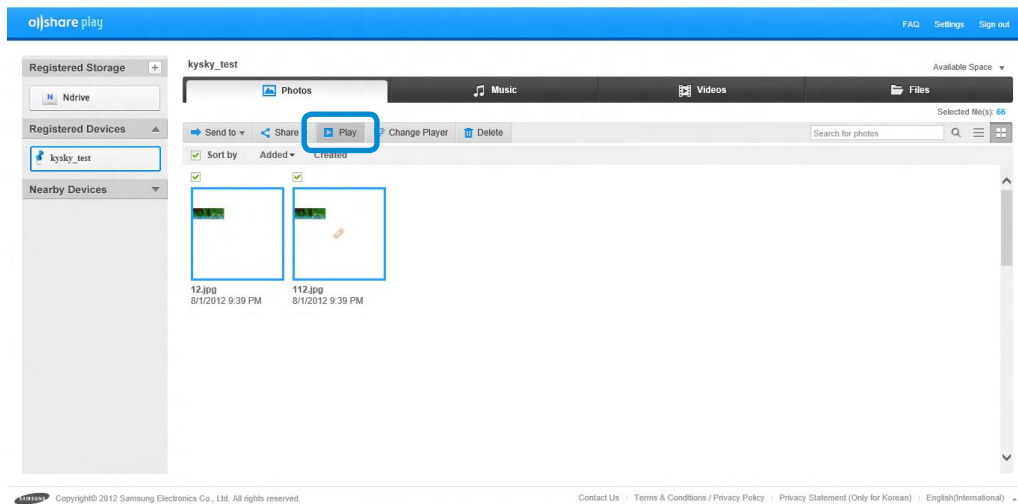 allshare play
FAQ Settings Sign out
Registered Storage +
Ndrive
Registered Devices
kysky_test
Nearby Devices
kysky_test
Available Space
Photos Music Videos Files
Selected file(s): 66
Send to Share Play Change Player Delete
Search for photos
Sort by Added Created
12.jpg 112.jpg
8/1/2012 9:39 PM 8/1/2012 9:39 PM
SAMSUNG Copyright© 2012 Samsung Electronics Co., Ltd. All rights reserved.
Contact Us | Terms & Conditions / Privacy Policy | Privacy Statement (Only for Korean) | English(International)